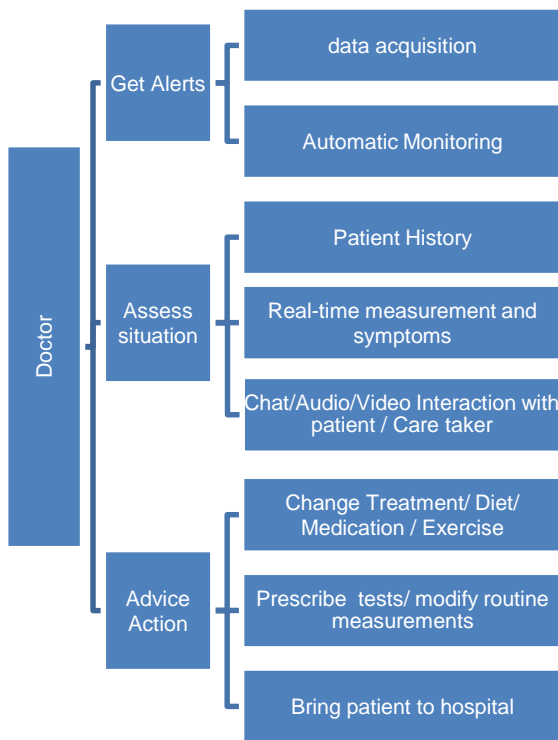 Doctor
Get Alerts
data acquisition
Automatic Monitoring
Assess
situation
Patient History
Real-time measurement and
symptoms
Chat/Audio/Video Interaction with
patient / Care taker
Advice
Action
Change Treatment/ Diet/
Medication / Exercise
Prescribe  tests/ modify routine
measurements
Bring patient to hospital